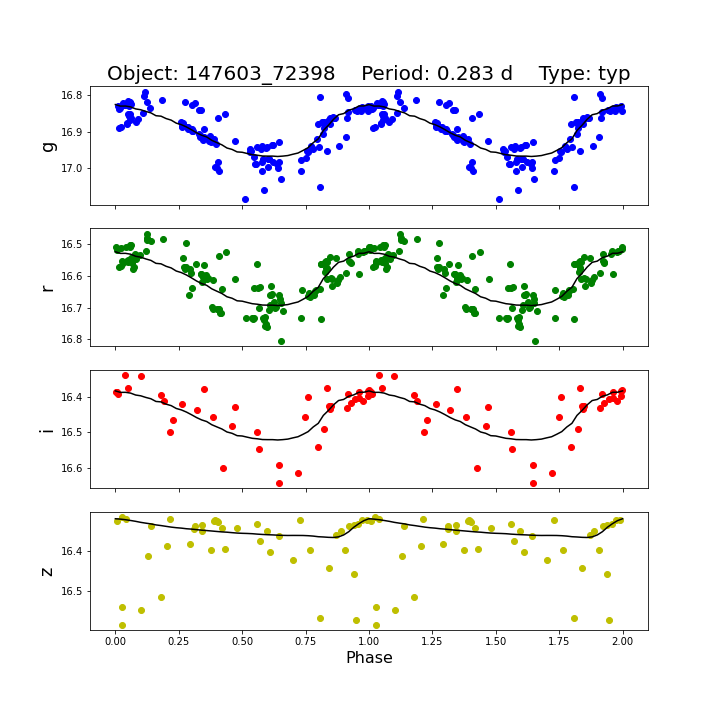 Object: 147603_72398    Period: 0.283 d    Type: typ
16.8
16.9
17.0
g
16.5
16.6
16.7
16.8
r
16.4
16.5
16.6
i
16.4
16.5
z
0.00 0.25 0.50 0.75 1.00 1.25 1.50 1.75 2.00
Phase